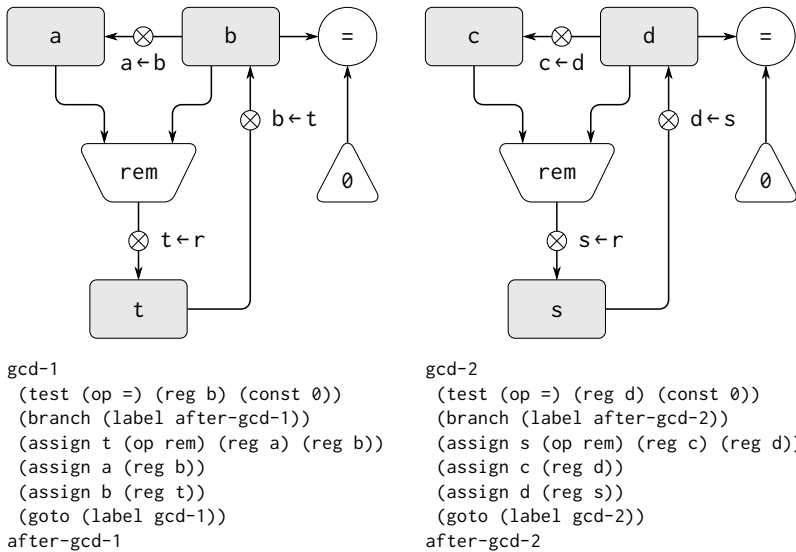 a
b
=
c
d
=
a←b
c←d
b←t
d←s
rem
0
rem
0
t←r
s←r
t
s
gcd-1
(test (op =) (reg b) (const 0))
(branch (label after-gcd-1))
(assign t (op rem) (reg a) (reg b))
(assign a (reg b))
(assign b (reg t))
(goto (label gcd-1))
after-gcd-1
gcd-2
(test (op =) (reg d) (const 0))
(branch (label after-gcd-2))
(assign s (op rem) (reg c) (reg d))
(assign c (reg d))
(assign d (reg s))
(goto (label gcd-2))
after-gcd-2